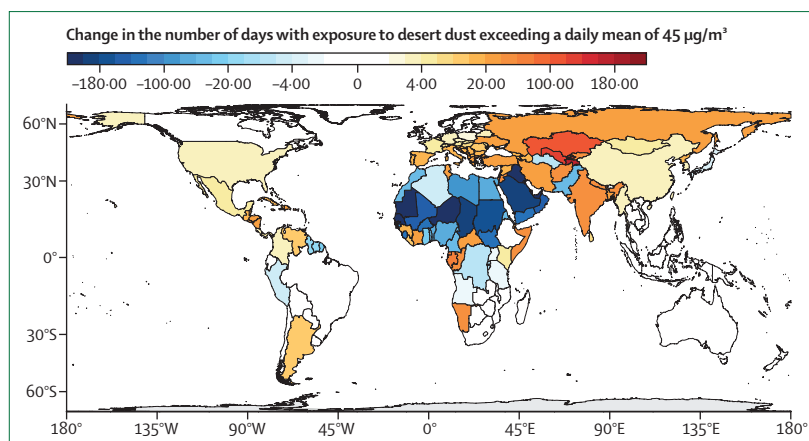 Change in the number of days with exposure to desert dust exceeding a daily mean of 45 μg/m³
–180·00 –100·00 –20·00 –4·00 0 4·00 20·00 100·00 180·00
60°N
30°N
0°
30°S
60°S
180° 135°W 90°W 45°W 0° 45°E 90°E 135°E 180°